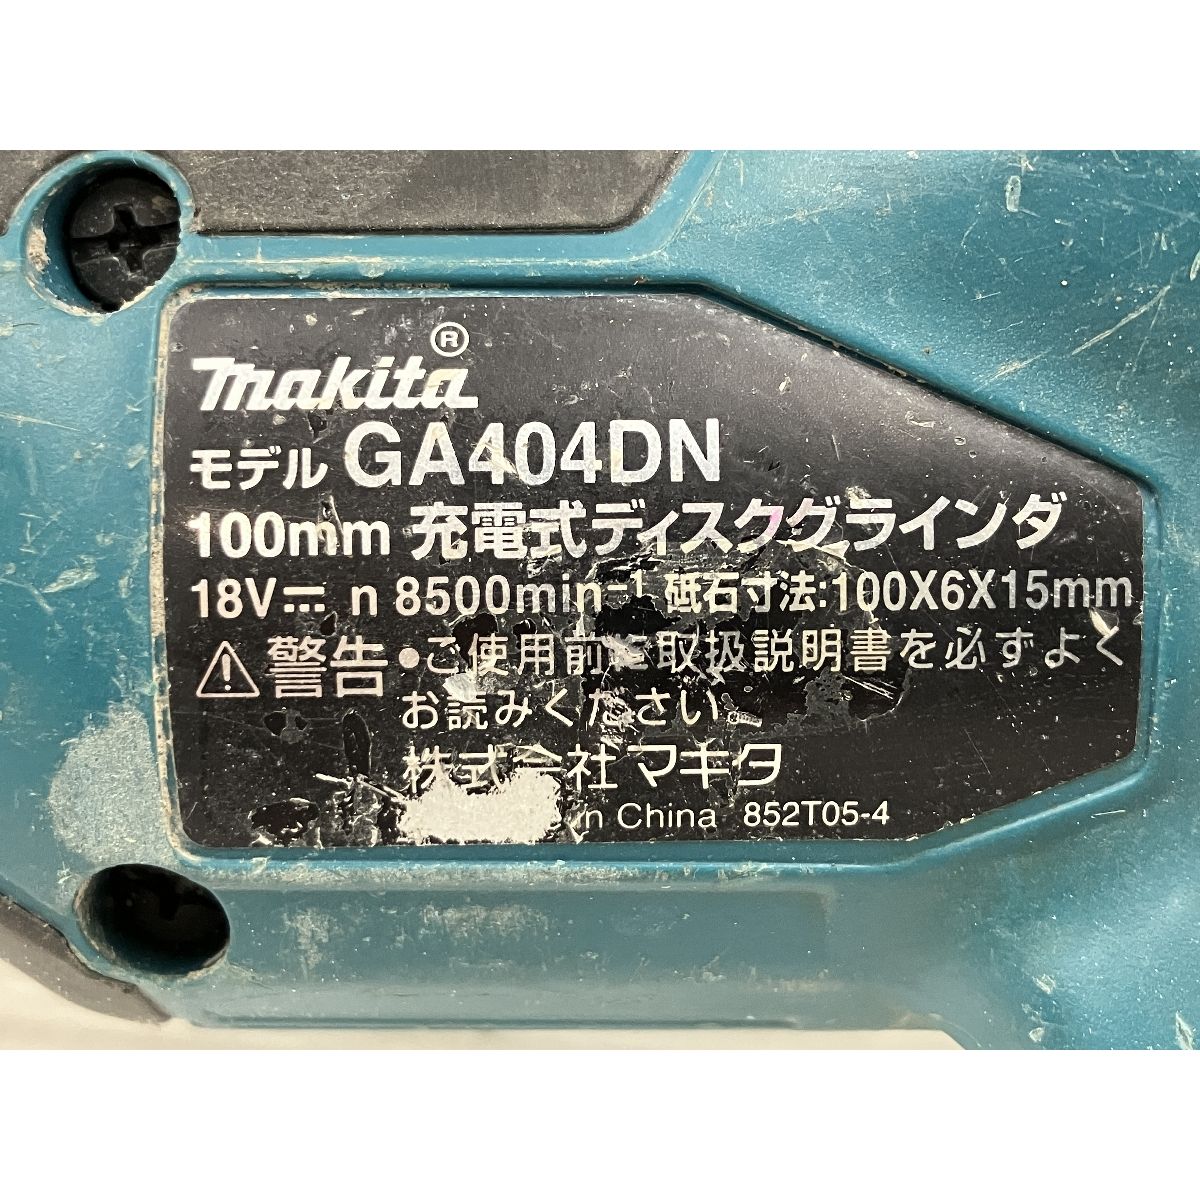 makita®
モデル GA404DN
100mm 充電式ディスクグラインダ
18V⎓ n 8500min⁻¹ 砥石寸法:100X6X15mm
⚠警告 ●ご使用前に取扱説明書を必ずよく
お読みください。
株式会社マキタ
in China 852T05-4